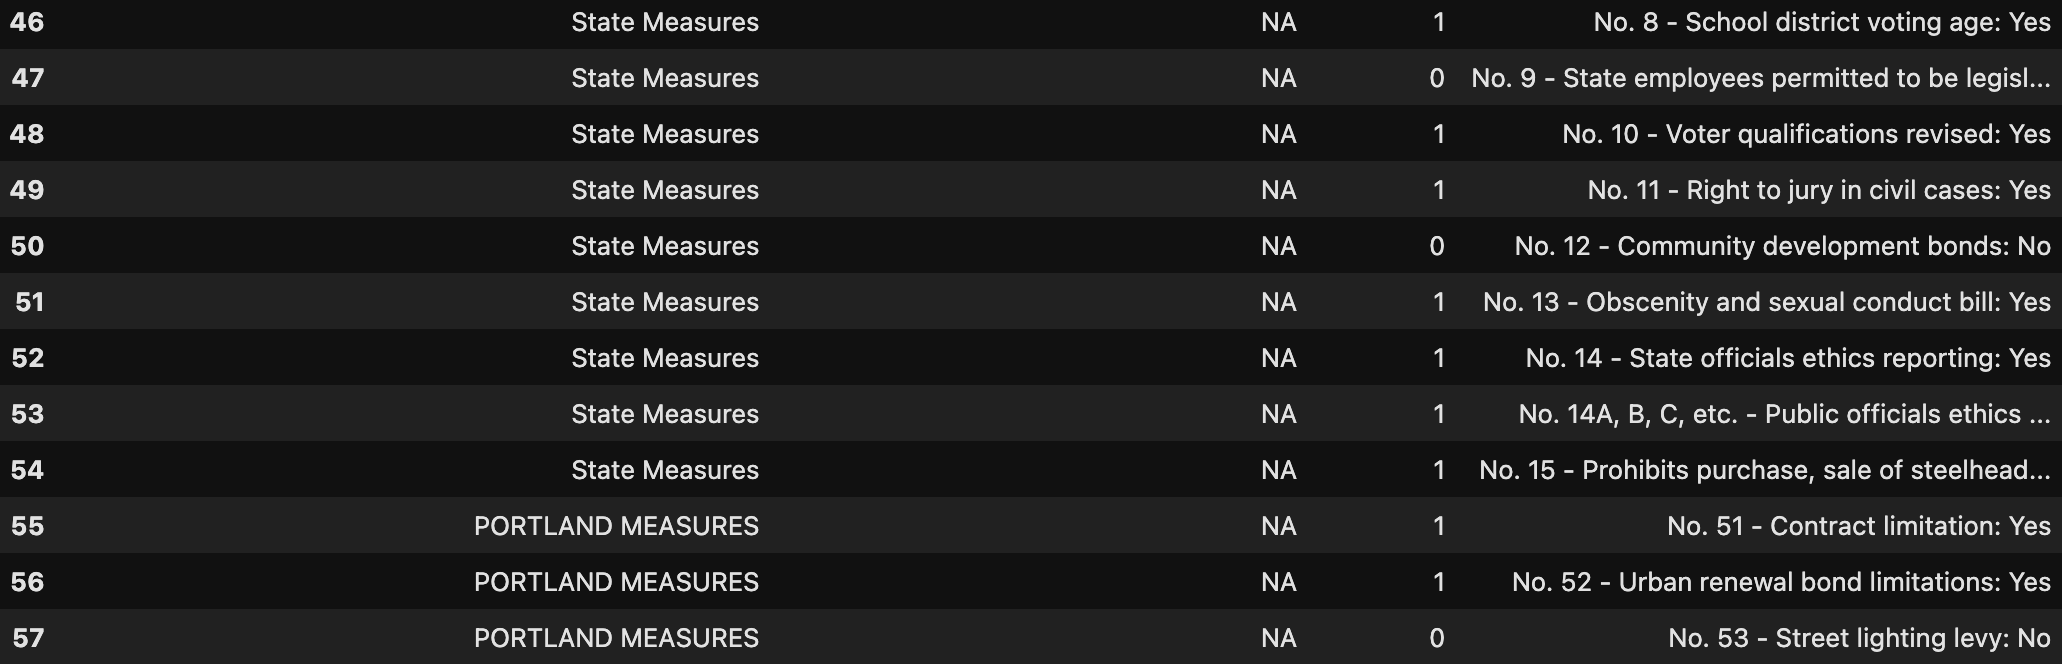 46 State Measures NA 1 No. 8 - School district voting age: Yes
47 State Measures NA 0 No. 9 - State employees permitted to be legisl...
48 State Measures NA 1 No. 10 - Voter qualifications revised: Yes
49 State Measures NA 1 No. 11 - Right to jury in civil cases: Yes
50 State Measures NA 0 No. 12 - Community development bonds: No
51 State Measures NA 1 No. 13 - Obscenity and sexual conduct bill: Yes
52 State Measures NA 1 No. 14 - State officials ethics reporting: Yes
53 State Measures NA 1 No. 14A, B, C, etc. - Public officials ethics ...
54 State Measures NA 1 No. 15 - Prohibits purchase, sale of steelhead...
55 PORTLAND MEASURES NA 1 No. 51 - Contract limitation: Yes
56 PORTLAND MEASURES NA 1 No. 52 - Urban renewal bond limitations: Yes
57 PORTLAND MEASURES NA 0 No. 53 - Street lighting levy: No